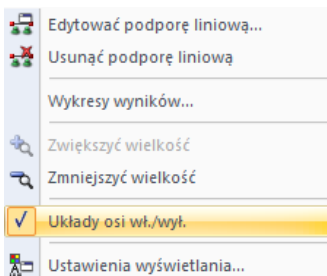 Edytować podporę liniową...
Usunąć podporę liniową
Wykresy wyników...
Zwiększyć wielkość
Zmniejszyć wielkość
Układy osi wł./wył.
Ustawienia wyświetlania...